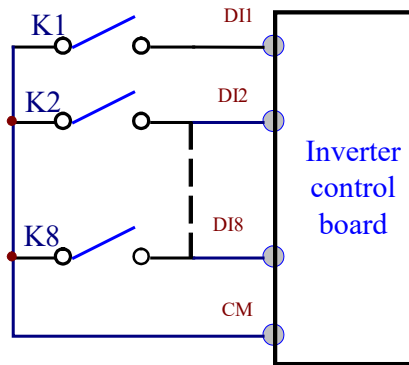 K1
DI1
K2
DI2
Inverter
control
board
K8
DI8
CM